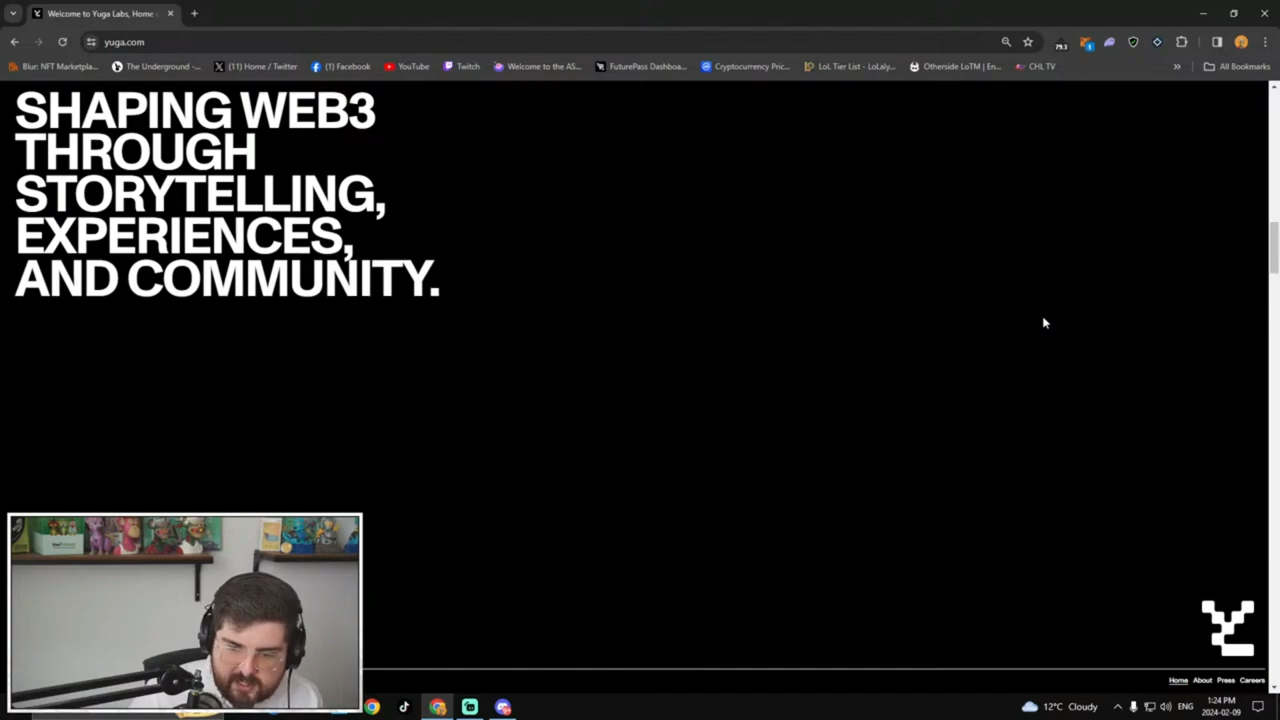 Welcome to Yuga Labs, Home
yuga.com
79.3
1
Blur: NFT Marketpla...
The Underground -...
(11) Home / Twitter
(1) Facebook
YouTube
Twitch
Welcome to the AS...
FuturePass Dashboa...
Cryptocurrency Pric...
LoL Tier List - LoLaly...
Otherside LoTM | En...
CHL TV
»
All Bookmarks
SHAPING WEB3
THROUGH
STORYTELLING,
EXPERIENCES,
AND COMMUNITY.
Home About Press Careers
12°C Cloudy
ENG
1:24 PM
2024-02-09